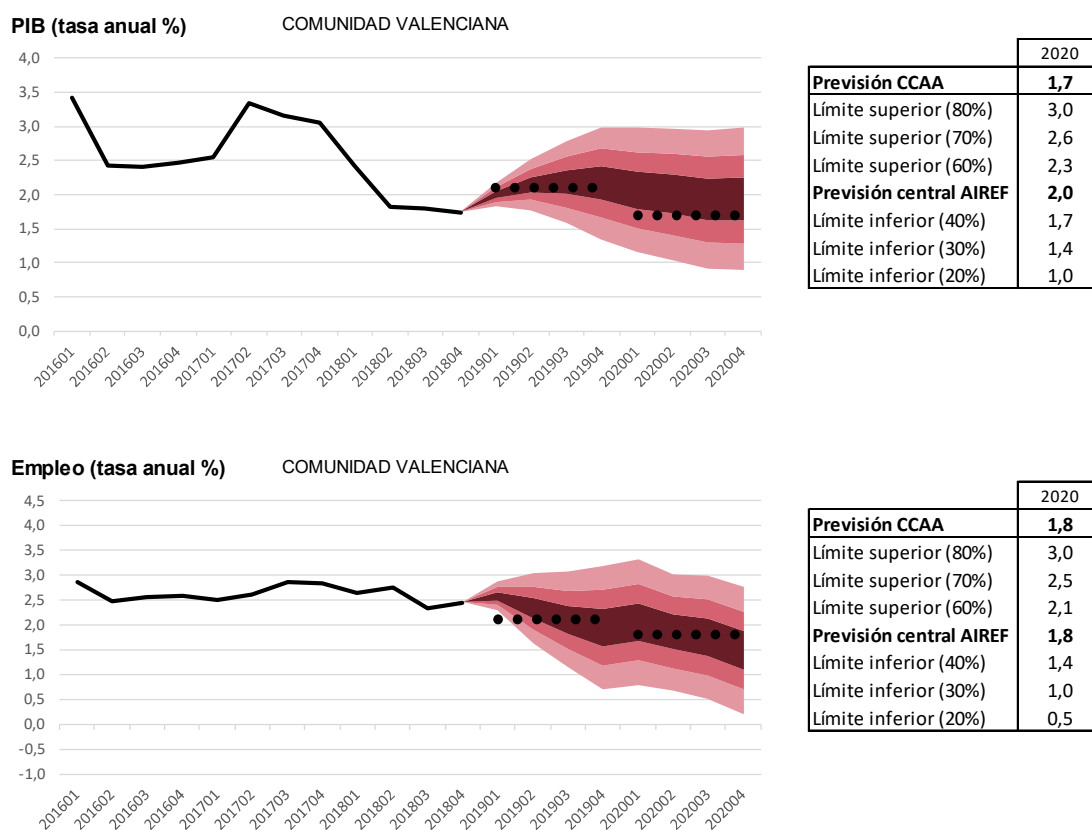 PIB (tasa anual %) COMUNIDAD VALENCIANA
4,0
3,5
3,0
2,5
2,0
1,5
1,0
0,5
0,0
201601 201602 201603 201604 201701 201702 201703 201704 201801 201802 201803 201804 201901 201902 201903 201904 202001 202002 202003 202004
2020
Previsión CCAA 1,7
Límite superior (80%) 3,0
Límite superior (70%) 2,6
Límite superior (60%) 2,3
Previsión central AIREF 2,0
Límite inferior (40%) 1,7
Límite inferior (30%) 1,4
Límite inferior (20%) 1,0
Empleo (tasa anual %) COMUNIDAD VALENCIANA
4,5
4,0
3,5
3,0
2,5
2,0
1,5
1,0
0,5
0,0
-0,5
-1,0
201601 201602 201603 201604 201701 201702 201703 201704 201801 201802 201803 201804 201901 201902 201903 201904 202001 202002 202003 202004
2020
Previsión CCAA 1,8
Límite superior (80%) 3,0
Límite superior (70%) 2,5
Límite superior (60%) 2,1
Previsión central AIREF 1,8
Límite inferior (40%) 1,4
Límite inferior (30%) 1,0
Límite inferior (20%) 0,5